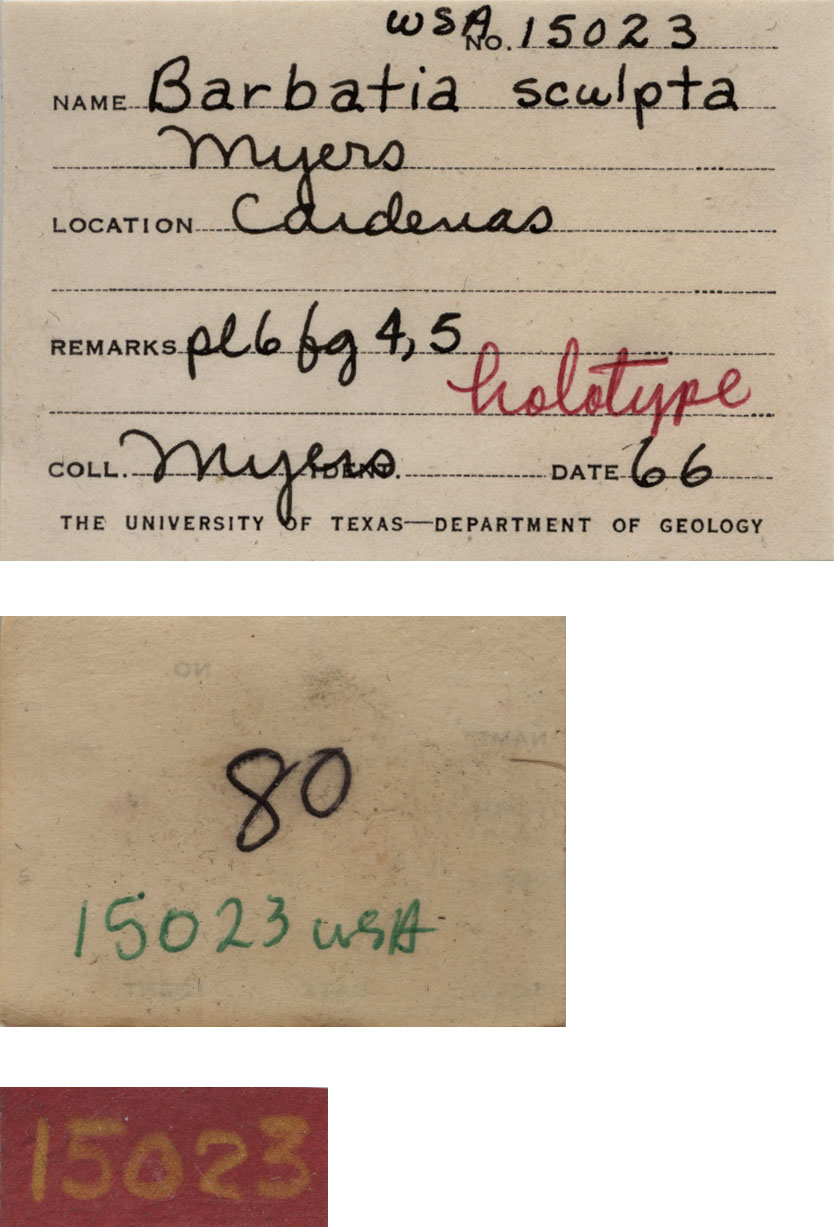 WSA
NO. 15023
NAME Barbatia sculpta
Myers
LOCATION Cardenas
REMARKS pl 6 fg 4, 5
holotype
COLL. Myers IDENT. DATE 66
THE UNIVERSITY OF TEXAS—DEPARTMENT OF GEOLOGY
80
15023 WSA
15023